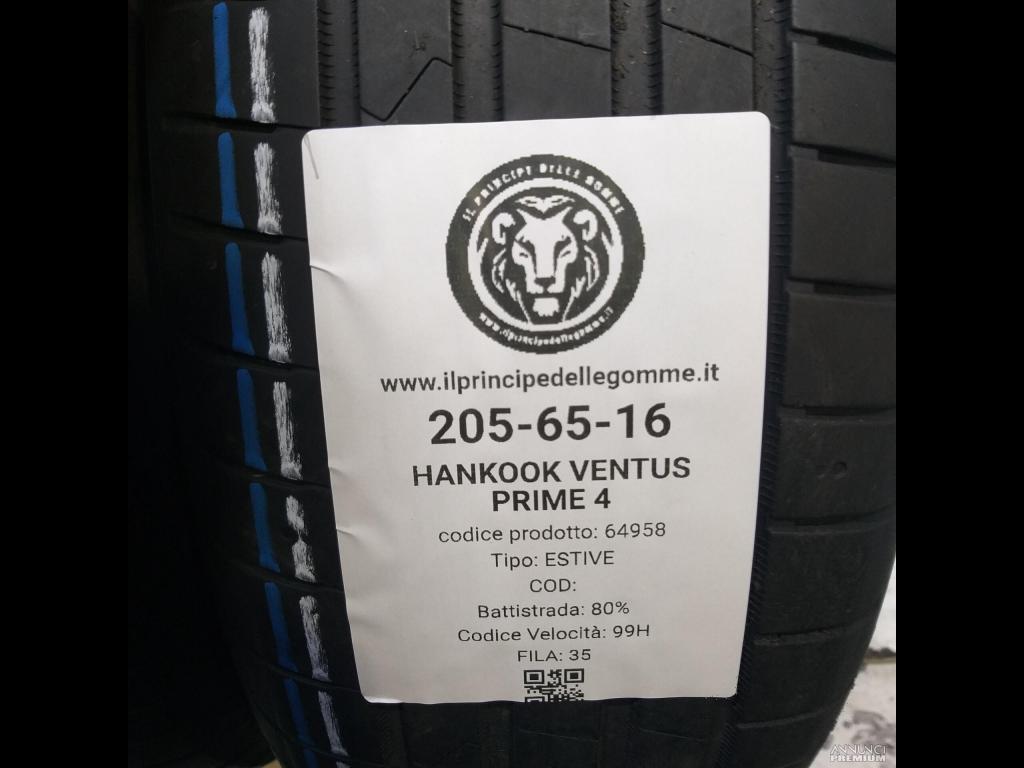 IL PRINCIPE DELLE GOMME
www.ilprincipedellegomme.it
www.ilprincipedellegomme.it
205-65-16
HANKOOK VENTUS
PRIME 4
codice prodotto: 64958
Tipo: ESTIVE
COD:
Battistrada: 80%
Codice Velocità: 99H
FILA: 35
ANNUNCI
PREMIUM